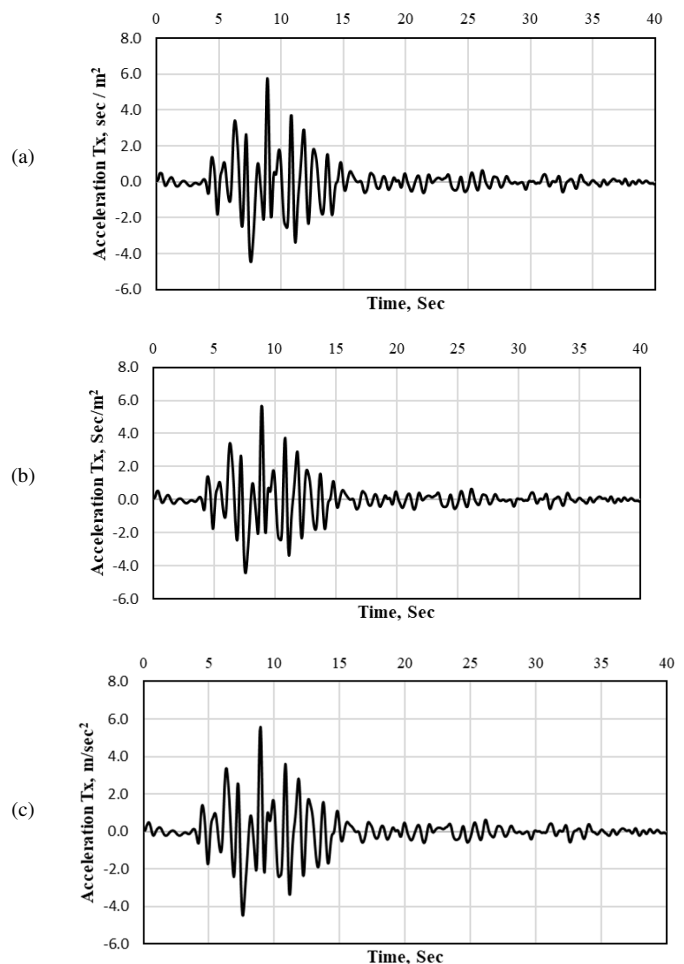 0 5 10 15 20 25 30 35 40
(a)
Acceleration Tx, sec / m²
8.0
6.0
4.0
2.0
0.0
-2.0
-4.0
-6.0
Time, Sec
0 5 10 15 20 25 30 35 40
(b)
Acceleration Tx, Sec/m²
8.0
6.0
4.0
2.0
0.0
-2.0
-4.0
-6.0
Time, Sec
0 5 10 15 20 25 30 35 40
(c)
Acceleration Tx, m/sec²
8.0
6.0
4.0
2.0
0.0
-2.0
-4.0
-6.0
Time, Sec